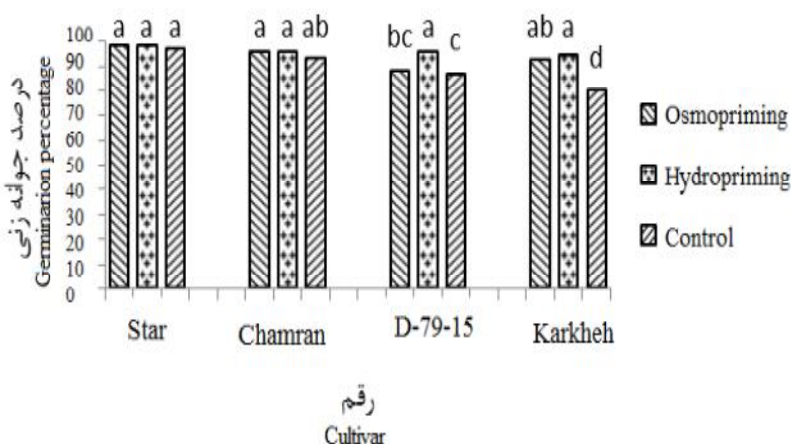 a a a
a a ab
bc a c
ab a d
100
90
80
70
60
50
40
30
20
10
0
درصد جوانه زنی
Germinarion percentage
Osmopriming
Hydropriming
Control
Star
Chamran
D-79-15
Karkheh
رقم
Cultivar